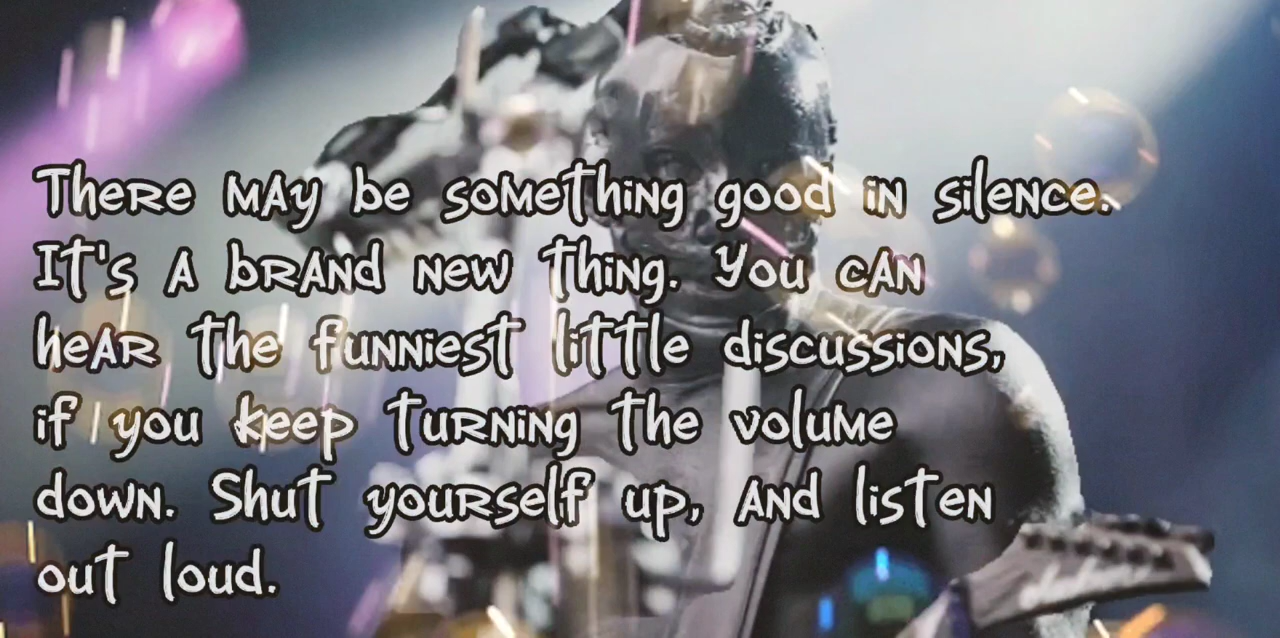 There may be something good in silence.
It's a brand new thing. You can
hear the funniest little discussions,
if you keep turning the volume
down. Shut yourself up, and listen
out loud.